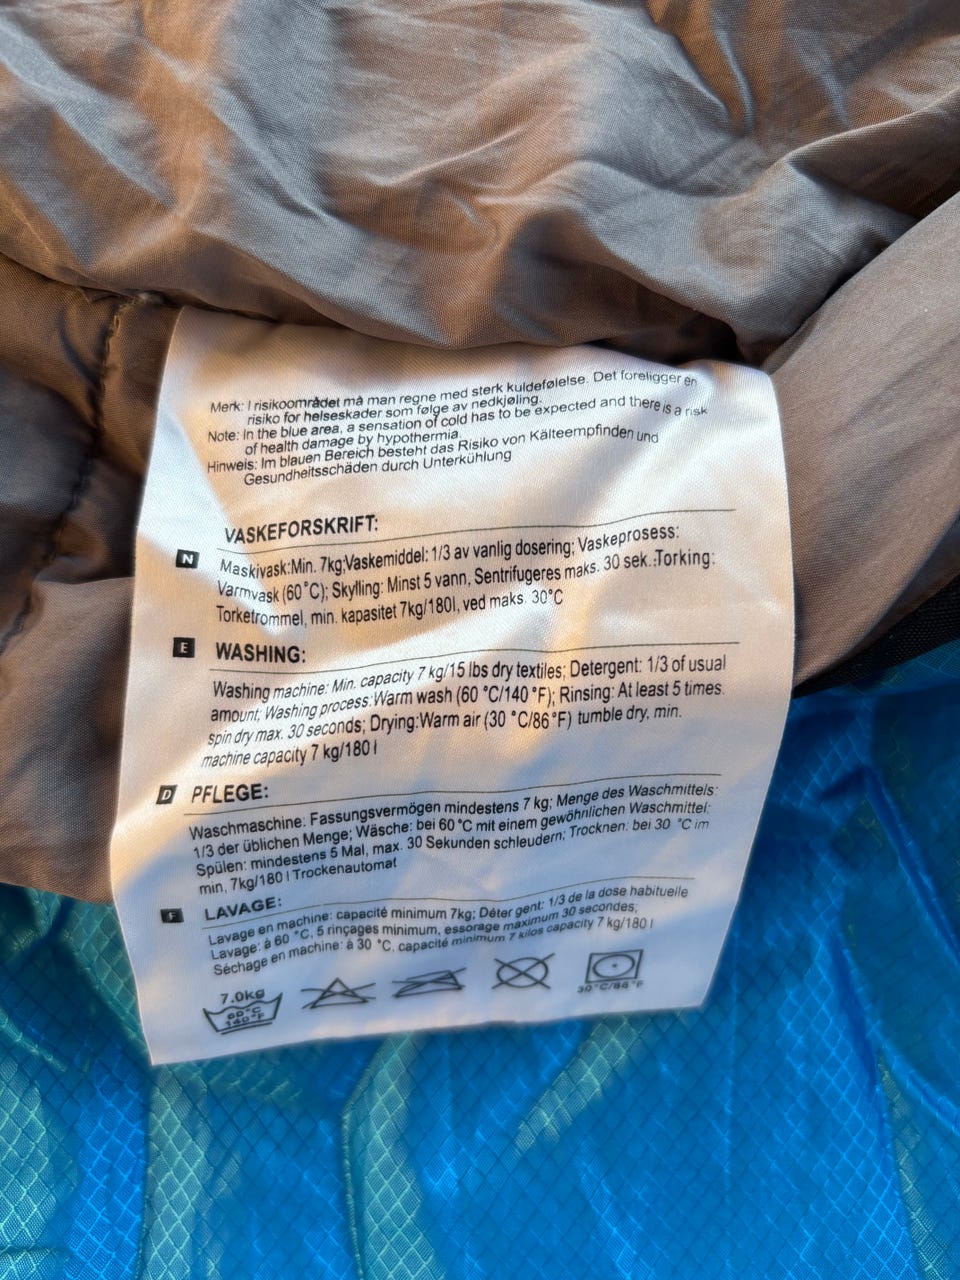 Merk: I risikoområdet må man regne med sterk kuldefølelse. Det foreligger en
risiko for helseskader som følge av nedkjøling.
Note: In the blue area, a sensation of cold has to be expected and there is a risk
of health damage by hypothermia.
Hinweis: Im blauen Bereich besteht das Risiko von Kälteempfinden und
Gesundheitsschäden durch Unterkühlung
VASKEFORSKRIFT:
N Maskivask:Min. 7kg;Vaskemiddel: 1/3 av vanlig dosering; Vaskeprosess:
Varmvask (60°C); Skylling: Minst 5 vann, Sentrifugeres maks. 30 sek.:Torking:
Torketrommel, min. kapasitet 7kg/180l, ved maks. 30°C
E WASHING:
Washing machine: Min. capacity 7 kg/15 lbs dry textiles; Detergent: 1/3 of usual
amount; Washing process:Warm wash (60 °C/140 °F); Rinsing: At least 5 times.
spin dry max. 30 seconds; Drying:Warm air (30 °C/86°F) tumble dry, min.
machine capacity 7 kg/180 l
D PFLEGE:
Waschmaschine. Fassungsvermögen mindestens 7 kg; Menge des Waschmittels:
1/3 der üblichen Menge; Wäsche: bei 60°C mit einem gewöhnlichen Waschmittel;
Spülen: mindestens 5 Mal, max. 30 Sekunden schleudern; Trocknen: bei 30 °C im
min. 7kg/180 l Trockenautomat
F LAVAGE:
Lavage en machine: capacité minimum 7kg; Déter gent: 1/3 de la dose habituelle
Lavage: à 60 °C, 5 rinçages minimum, essorage maximum 30 secondes;
Séchage en machine: à 30 °C, capacité minimum 7 kilos capacity 7 kg/180 l
7.0kg
60°C
140°F
30°C/86°F